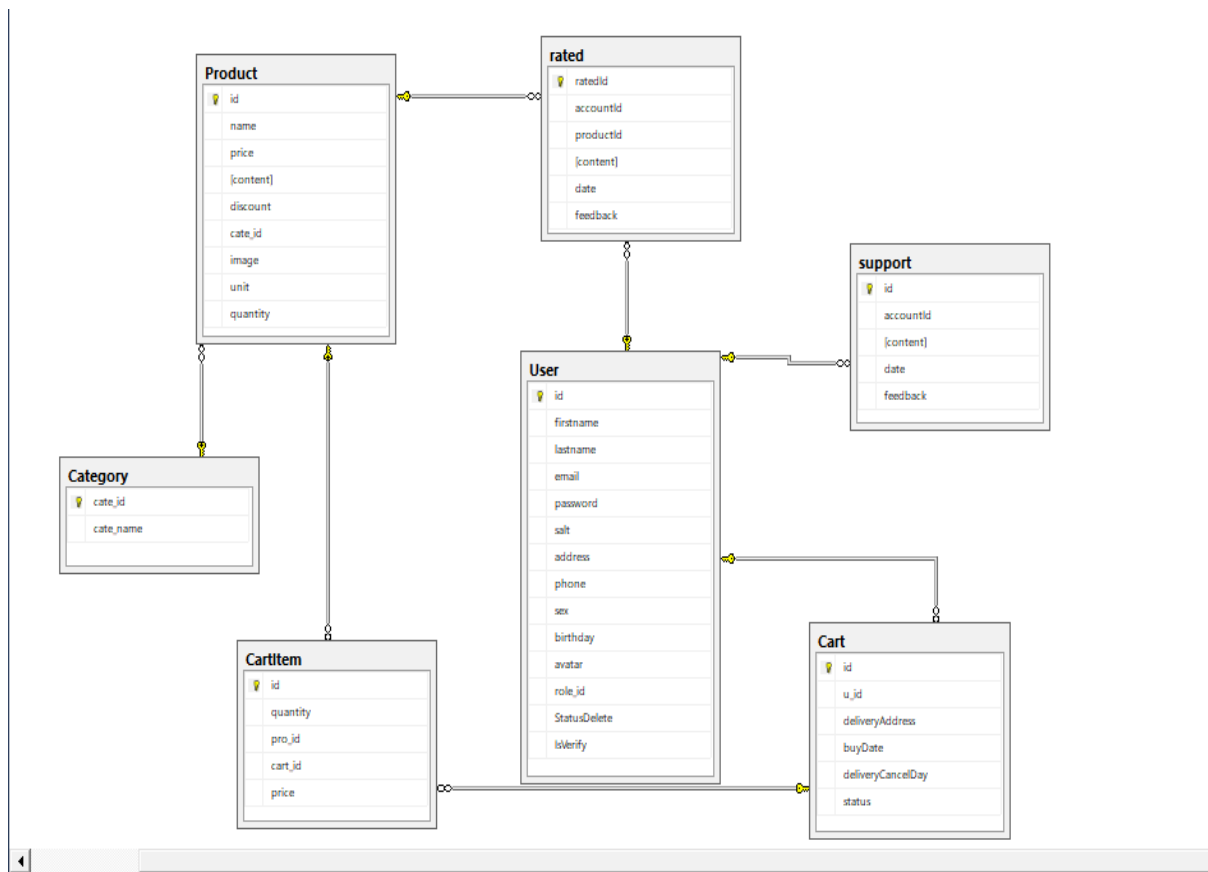 Product
id
name
price
[content]
discount
cate_id
image
unit
quantity
rated
ratedId
accountId
productId
[content]
date
feedback
support
id
accountId
[content]
date
feedback
User
id
firstname
lastname
email
password
salt
address
phone
sex
birthday
avatar
role_id
StatusDelete
IsVerify
Category
cate_id
cate_name
CartItem
id
quantity
pro_id
cart_id
price
Cart
id
u_id
deliveryAddress
buyDate
deliveryCancelDay
status